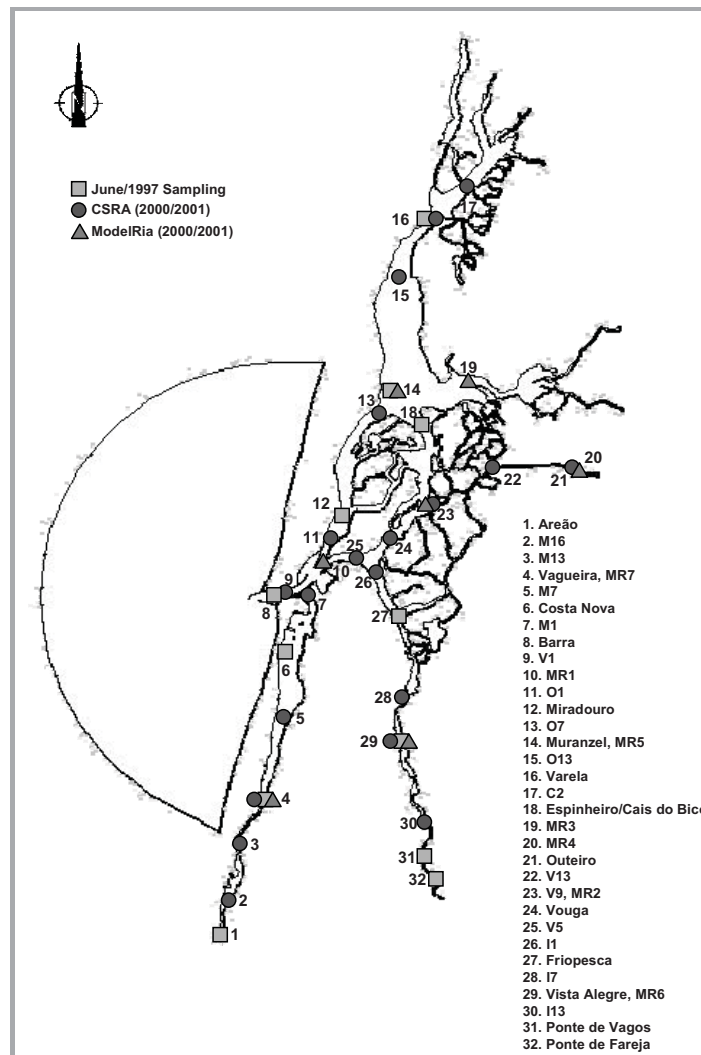 June/1997 Sampling
CSRA (2000/2001)
ModelRia (2000/2001)
17
16
15
19
14
13
18
20
22
21
23
12
11
24
25
10
26
9
8
7
27
6
28
5
29
4
30
3
31
32
2
1
1. Areão
2. M16
3. M13
4. Vagueira, MR7
5. M7
6. Costa Nova
7. M1
8. Barra
9. V1
10. MR1
11. O1
12. Miradouro
13. O7
14. Muranzel, MR5
15. O13
16. Varela
17. C2
18. Espinheiro/Cais do Bico
19. MR3
20. MR4
21. Outeiro
22. V13
23. V9, MR2
24. Vouga
25. V5
26. I1
27. Friopesca
28. I7
29. Vista Alegre, MR6
30. I13
31. Ponte de Vagos
32. Ponte de Fareja